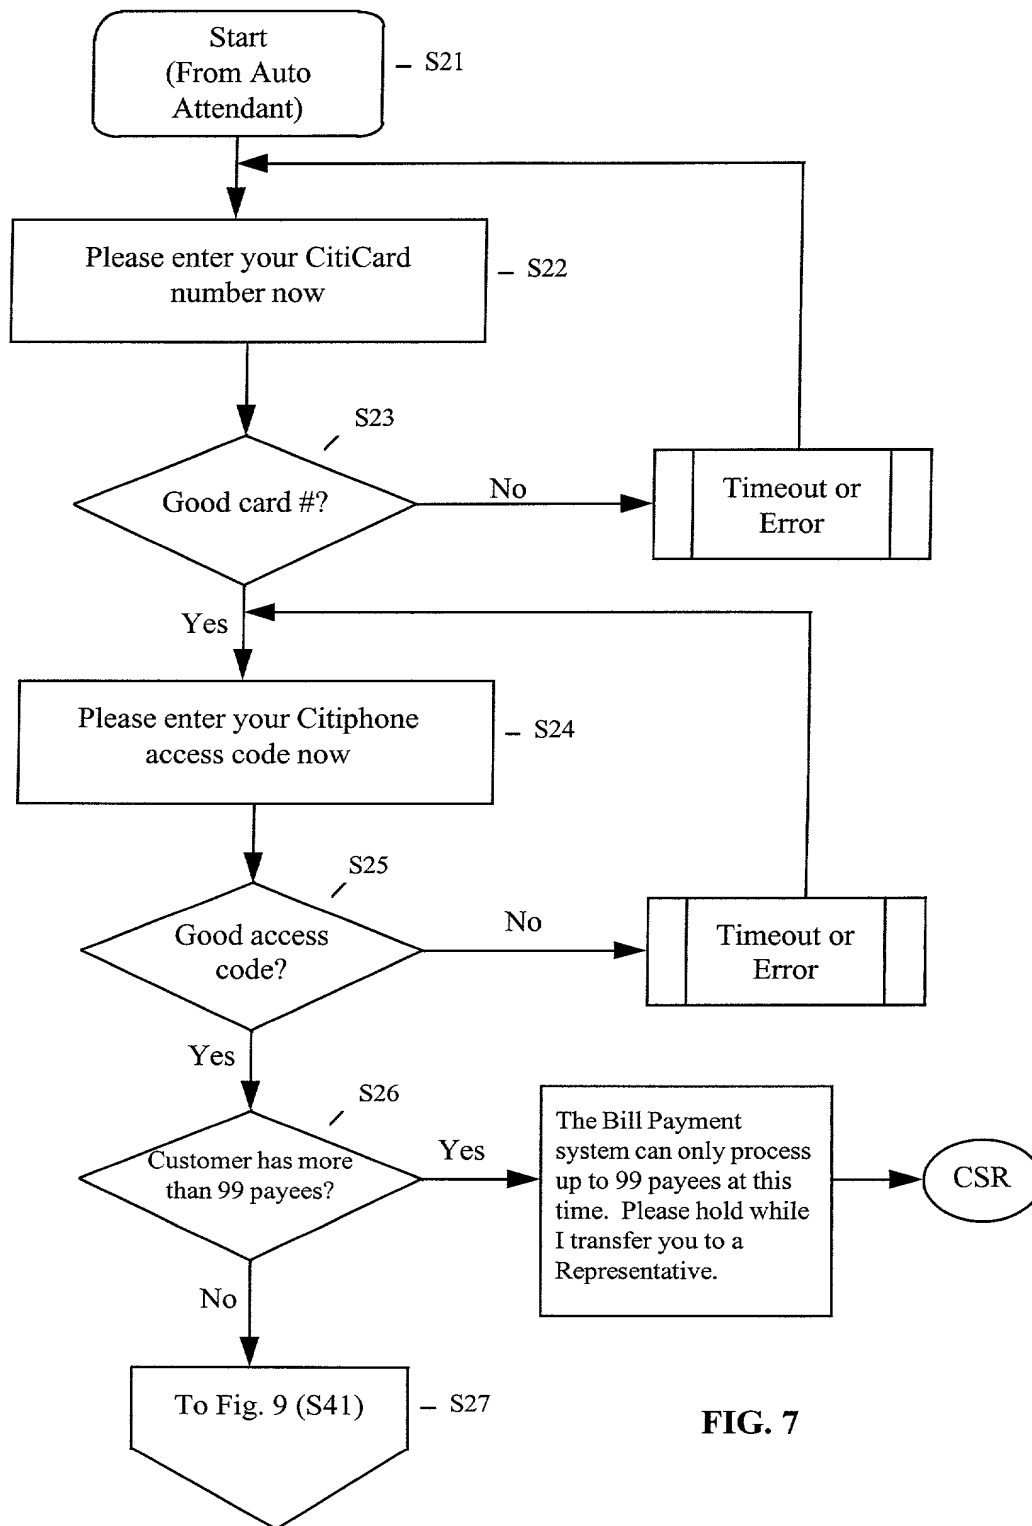 Start
(From Auto
Attendant)
– S21
Please enter your CitiCard
number now
– S22
S23
Good card #?
No
Timeout or
Error
Yes
Please enter your Citiphone
access code now
– S24
S25
Good access
code?
No
Timeout or
Error
Yes
S26
Customer has more
than 99 payees?
Yes
The Bill Payment
system can only process
up to 99 payees at this
time. Please hold while
I transfer you to a
Representative.
CSR
No
To Fig. 9 (S41)
– S27
FIG. 7